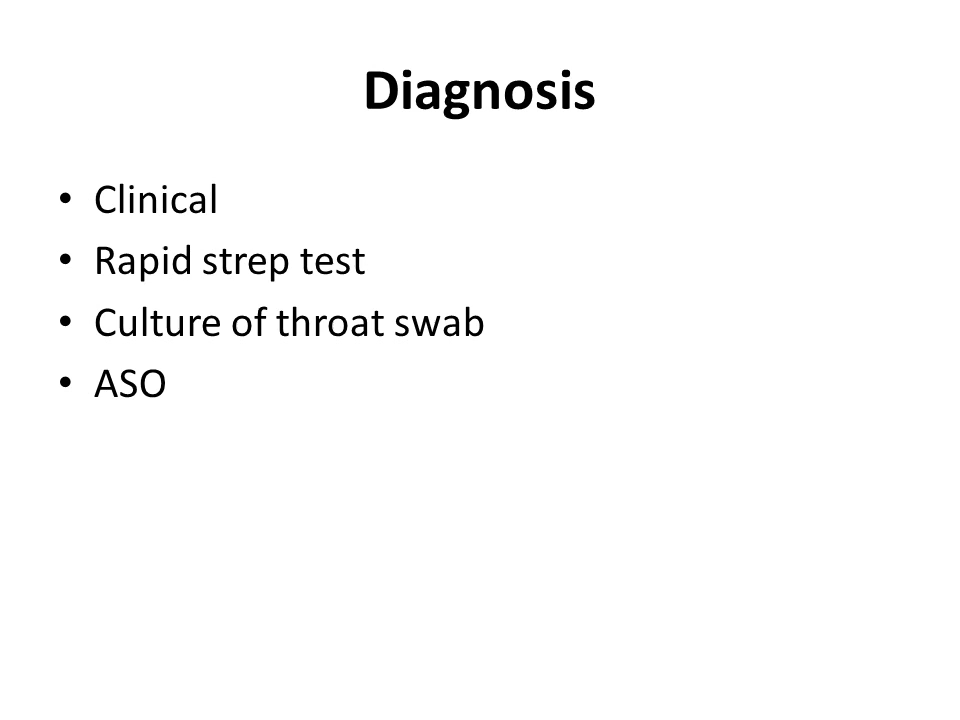 Diagnosis
• Clinical
• Rapid strep test
• Culture of throat swab
• ASO